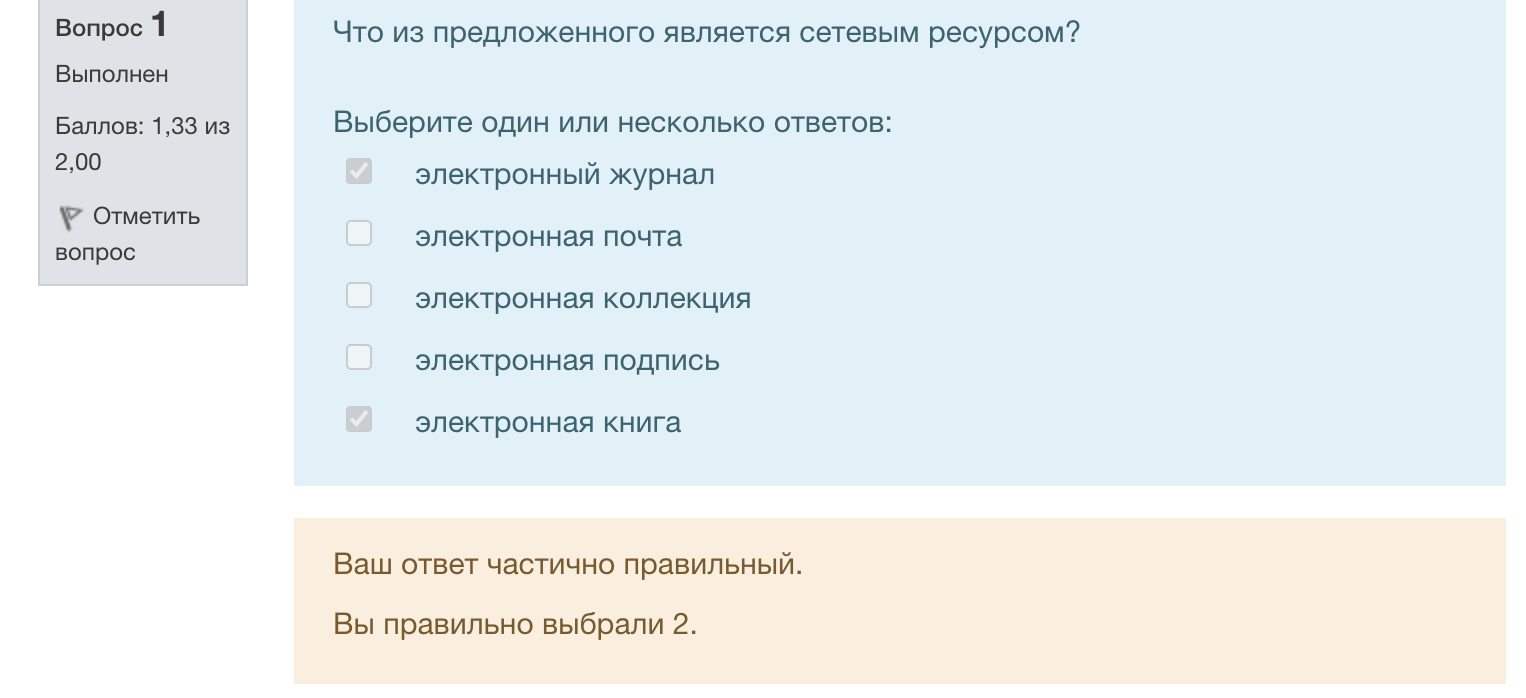 Вопрос 1
Выполнен
Баллов: 1,33 из
2,00
Отметить
вопрос
Что из предложенного является сетевым ресурсом?
Выберите один или несколько ответов:
электронный журнал
электронная почта
электронная коллекция
электронная подпись
электронная книга
Ваш ответ частично правильный.
Вы правильно выбрали 2.